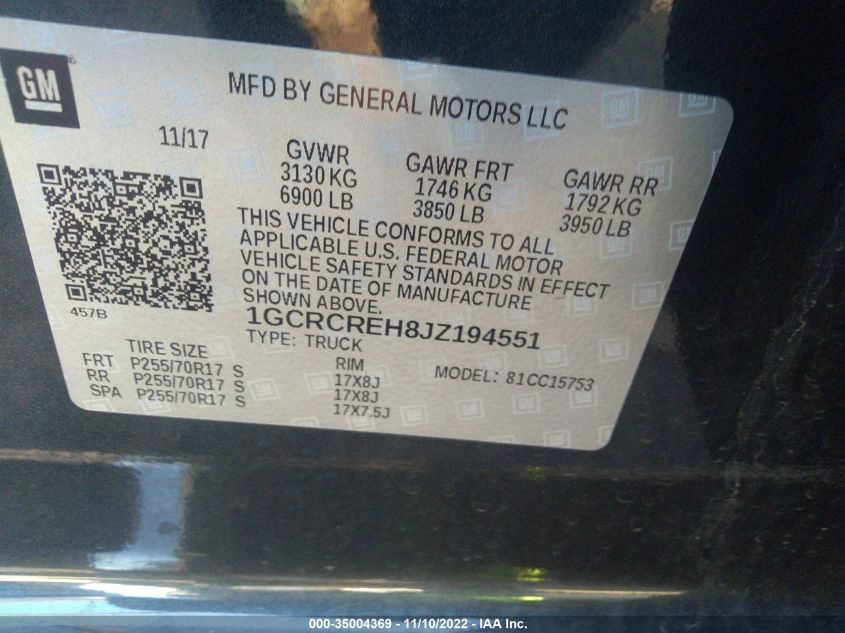 GM
MFD BY GENERAL MOTORS LLC
11/17
GVWR
3130 KG
6900 LB
GAWR FRT
1746 KG
3850 LB
GAWR RR
1792 KG
3950 LB
THIS VEHICLE CONFORMS TO ALL
APPLICABLE U.S. FEDERAL MOTOR
VEHICLE SAFETY STANDARDS IN EFFECT
ON THE DATE OF MANUFACTURE
SHOWN ABOVE.
457B
1GCRCREH8JZ194551
TYPE: TRUCK
MODEL: 81CC15753
TIRE SIZE RIM
FRT P255/70R17 S 17X8J
RR P255/70R17 S 17X8J
SPA P255/70R17 S 17X7.5J
000-35004369 - 11/10/2022 - IAA Inc.